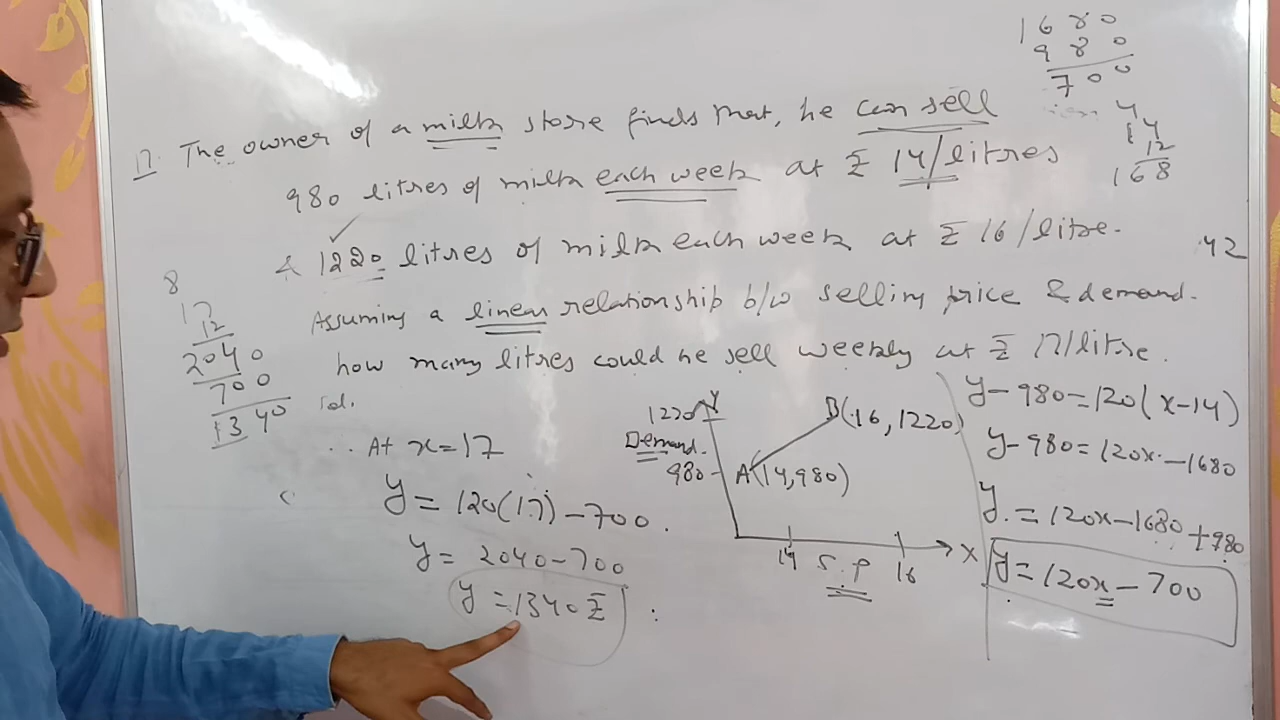 1680
980
700
14
12
168
17. The owner of a milk store finds that, he can sell
980 litres of milk each week at ₹ 14/litres
& 1220 litres of milk each week at ₹ 16/litre.
42
Assuming a linear relationship b/w selling price & demand.
how many litres could he sell weekly at ₹ 17/litre.
8
17
12
2040
700
1340
Sol.
At x=17
y=120(17)-700.
y=2040-700
y=1340₹
Y
1220
Demand.
980
B(16,1220)
A(14,980)
14 S.P 16
X
y-980=120(x-14)
y-980=120x-1680
y=120x-1680+980
y=120x-700